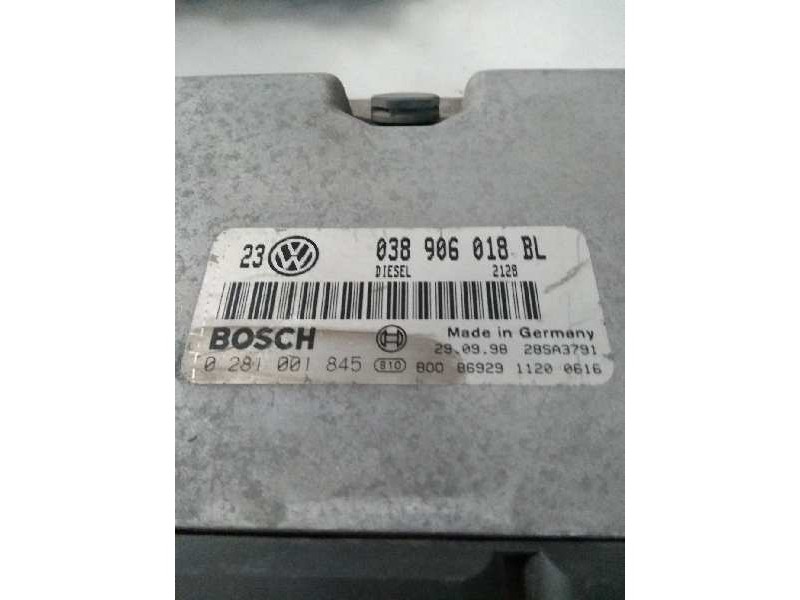 23 VW 038 906 018 BL
DIESEL 2128
BOSCH Made in Germany
29.09.98 28SA3791
0 281 001 845 810 800 86929 1120 0616